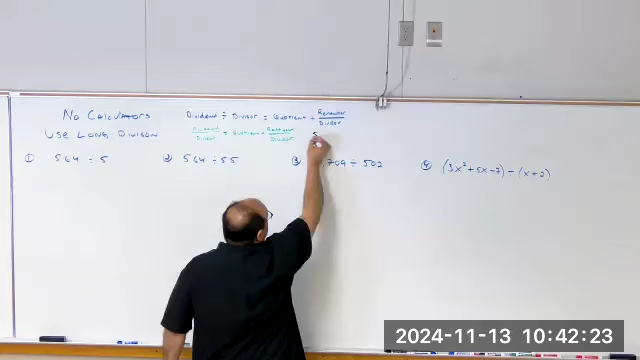 No Calculators
Use Long Division
Dividend ÷ Divisor = Quotient + Remainder/Divisor
Dividend/Divisor = Quotient + Remainder/Divisor
5
① 564 ÷ 5
② 564 ÷ 55
③ 709 ÷ 502
④ (3x² + 5x - 7) ÷ (x + 2)
2024-11-13 10:42:23